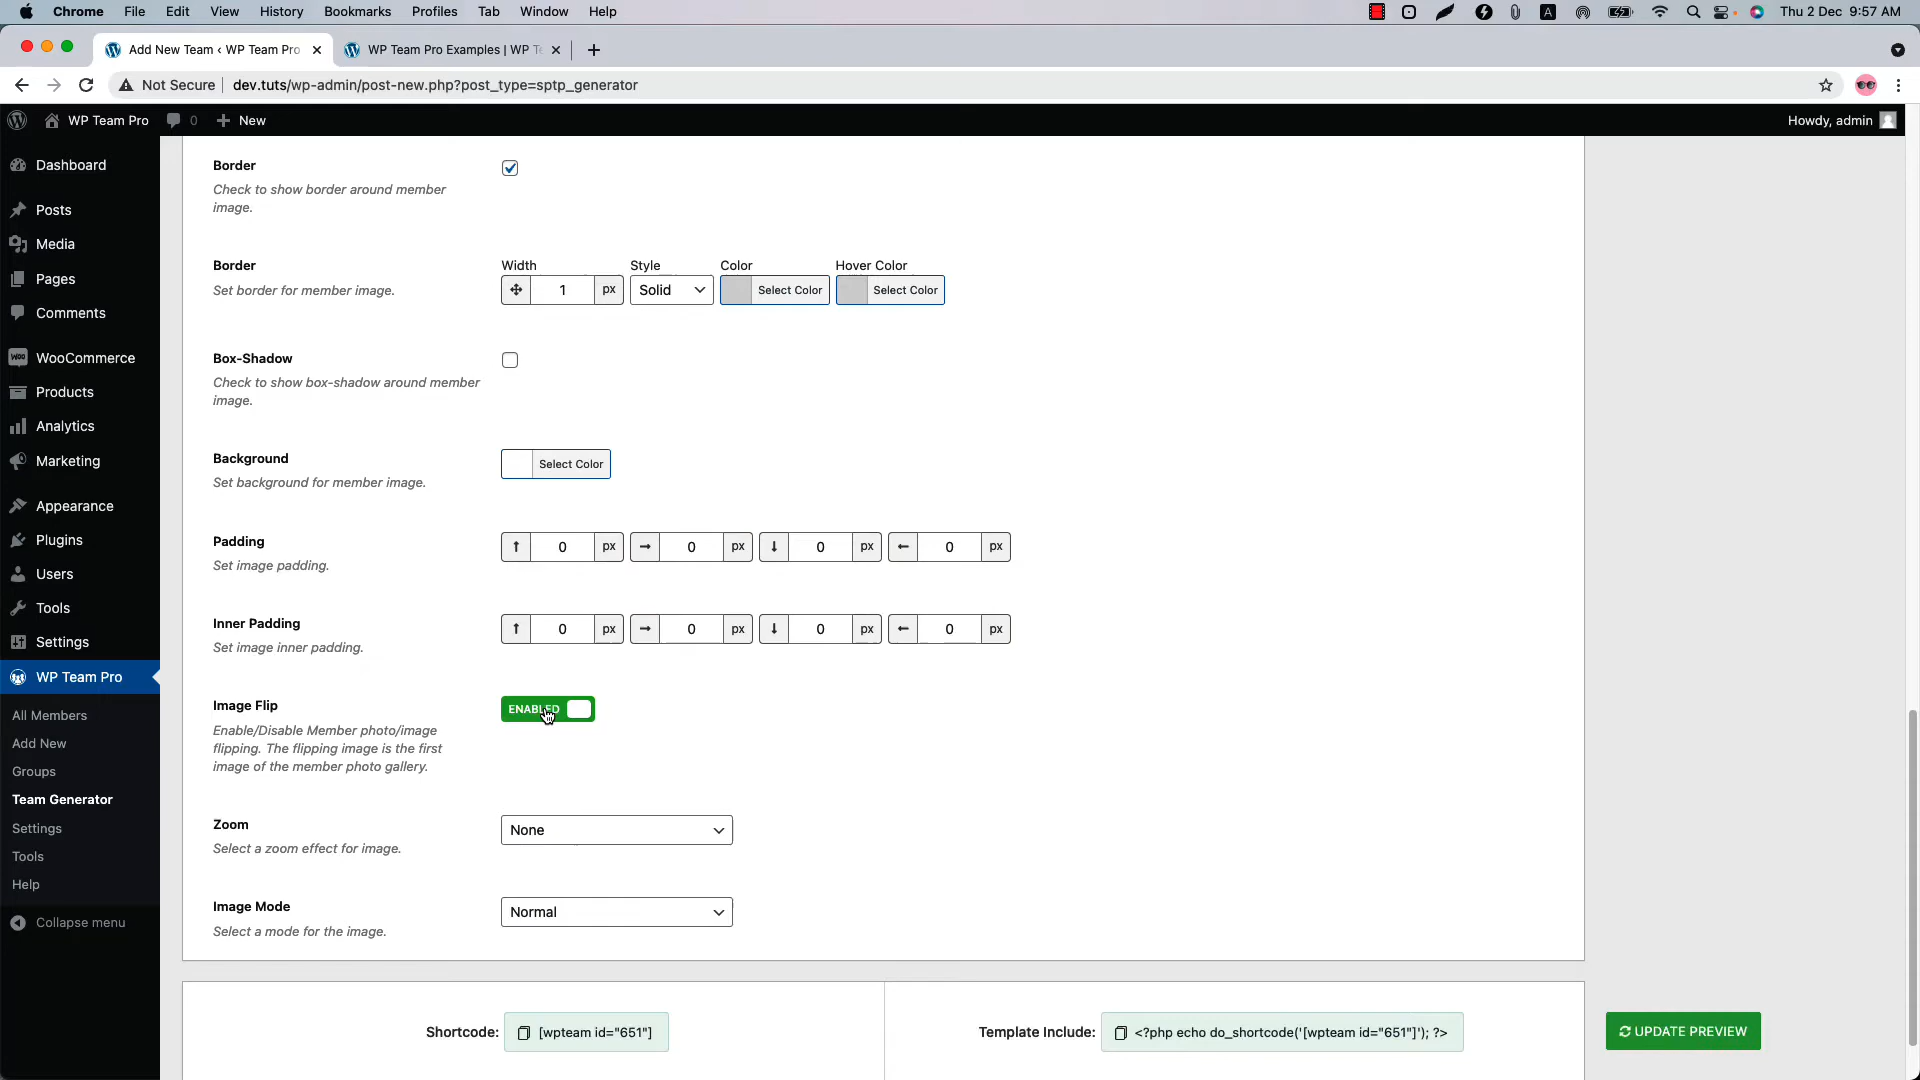 Chrome File Edit View History Bookmarks Profiles Tab Window Help
A
Thu 2 Dec 9:57 AM
Add New Team ‹ WP Team Pro
WP Team Pro Examples | WP Te
Not Secure
dev.tuts/wp-admin/post-new.php?post_type=sptp_generator
WP Team Pro
0
New
Howdy, admin
Dashboard
Posts
Media
Pages
Comments
Woo
WooCommerce
Products
Analytics
Marketing
Appearance
Plugins
Users
Tools
Settings
WP Team Pro
All Members
Add New
Groups
Team Generator
Settings
Tools
Help
Collapse menu
Border
Check to show border around member
image.
Border
Set border for member image.
Width Style Color Hover Color
1 px Solid Select Color Select Color
Box-Shadow
Check to show box-shadow around member
image.
Background
Set background for member image.
Select Color
Padding
Set image padding.
0 px 0 px 0 px 0 px
Inner Padding
Set image inner padding.
0 px 0 px 0 px 0 px
Image Flip
Enable/Disable Member photo/image
flipping. The flipping image is the first
image of the member photo gallery.
ENABLED
Zoom
Select a zoom effect for image.
None
Image Mode
Select a mode for the image.
Normal
Shortcode: [wpteam id="651"]
Template Include: <?php echo do_shortcode('[wpteam id="651"]'); ?>
UPDATE PREVIEW